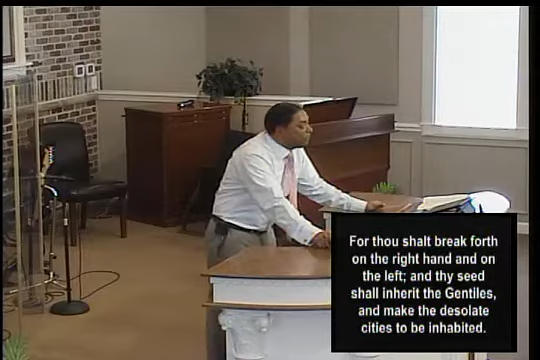 For thou shalt break forth
on the right hand and on
the left; and thy seed
shall inherit the Gentiles,
and make the desolate
cities to be inhabited.